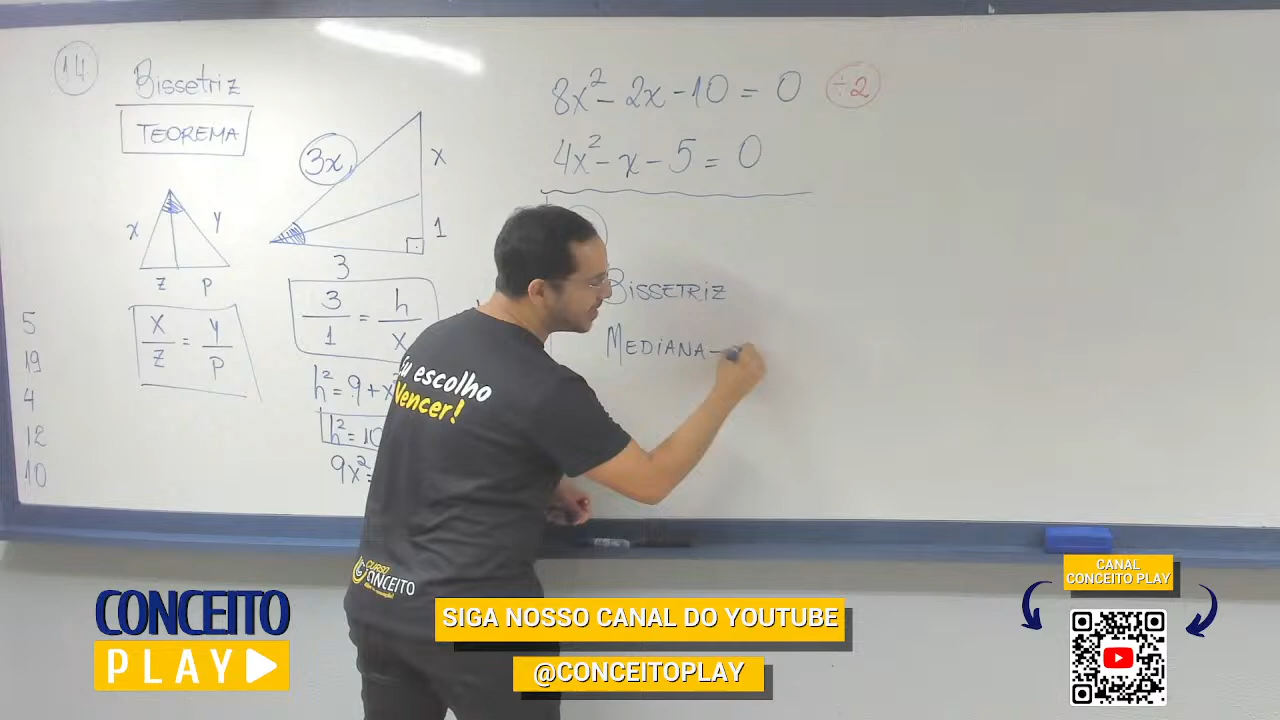 14
Bissetriz
TEOREMA
x
y
z
p
x/z = y/p
5
19
4
12
10
3x
x
1
3
3/1 = h/x
h² = 9 + x
h² = 10
9x² =
8x² - 2x - 10 = 0
÷2
4x² - x - 5 = 0
BISSETRIZ
MEDIANA -
Eu escolho
Vencer!
CURSO
CONCEITO
CONCEITO
PLAY
SIGA NOSSO CANAL DO YOUTUBE
@CONCEITOPLAY
CANAL
CONCEITO PLAY